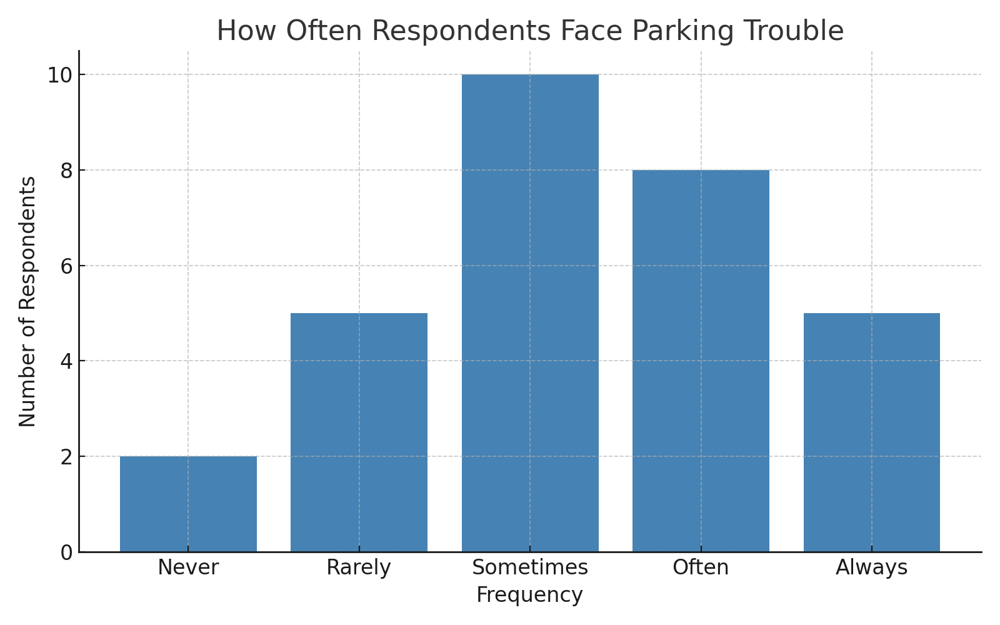 How Often Respondents Face Parking Trouble
Number of Respondents
10
8
6
4
2
0
Never Rarely Sometimes Often Always
Frequency